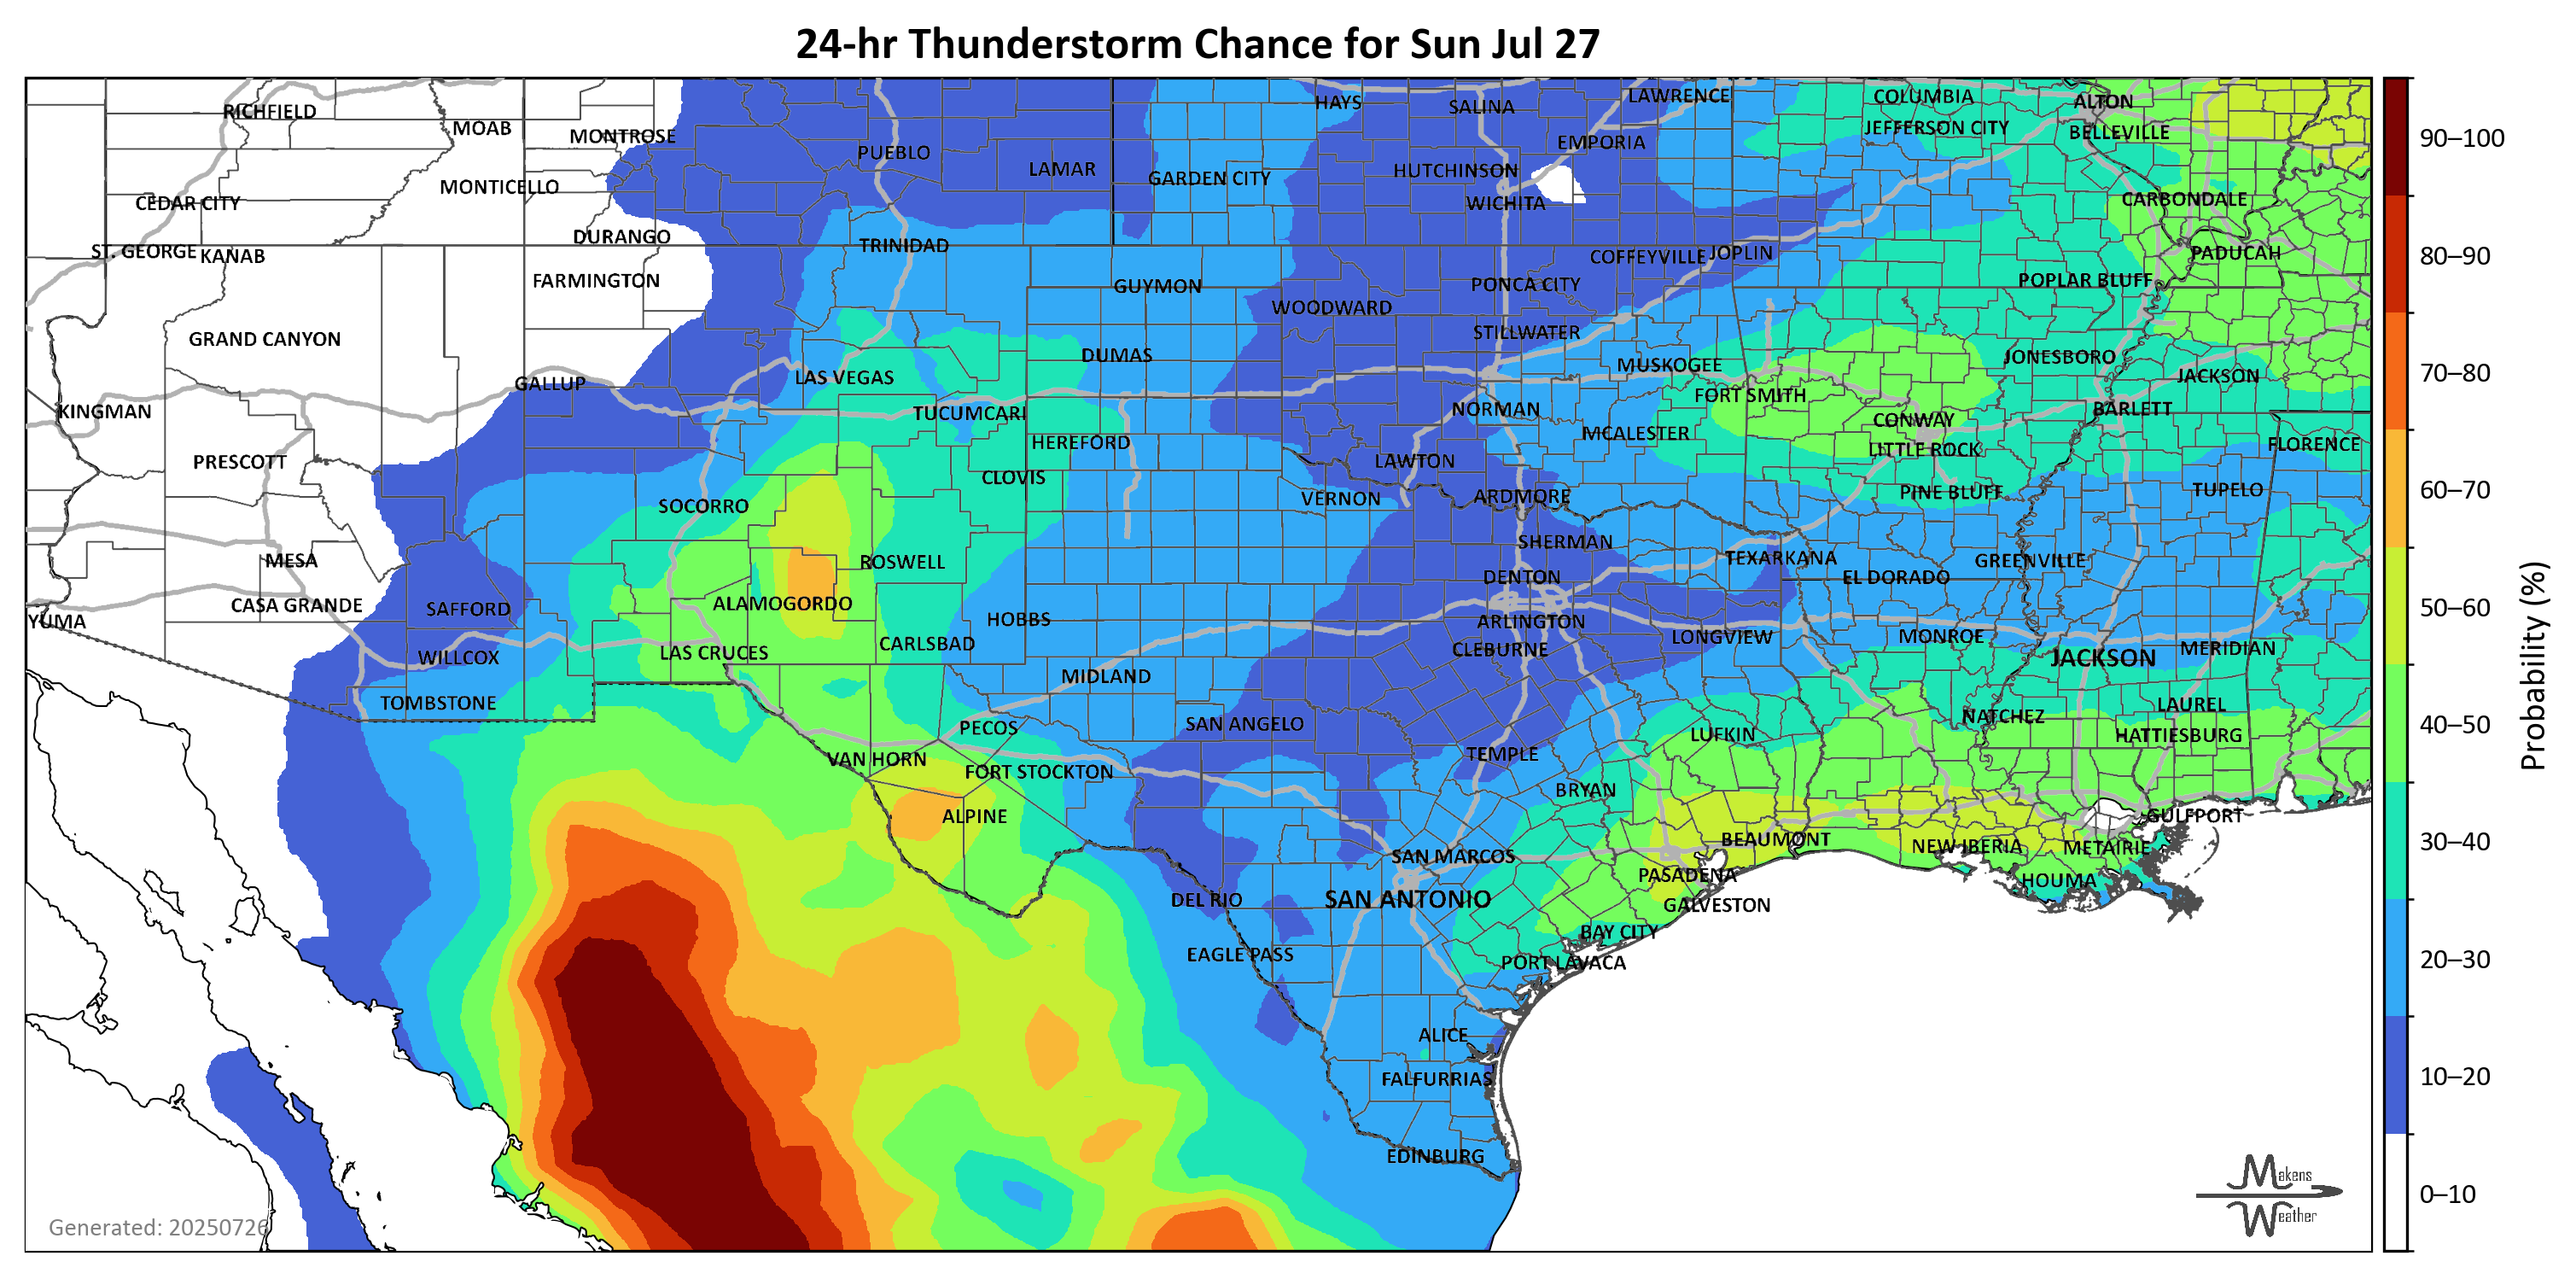 24-hr Thunderstorm Chance for Sun Jul 27
RICHFIELD
MOAB
MONTROSE
PUEBLO
LAMAR
HAYS
SALINA
LAWRENCE
COLUMBIA
ALTON
EMPORIA
JEFFERSON CITY
BELLEVILLE
MONTICELLO
GARDEN CITY
HUTCHINSON
CEDAR CITY
WICHITA
CARBONDALE
ST. GEORGE
KANAB
DURANGO
TRINIDAD
COFFEYVILLE
JOPLIN
PADUCAH
FARMINGTON
GUYMON
PONCA CITY
POPLAR BLUFF
WOODWARD
GRAND CANYON
STILLWATER
DUMAS
MUSKOGEE
JONESBORO
GALLUP
LAS VEGAS
JACKSON
FORT SMITH
KINGMAN
TUCUMCARI
NORMAN
BARLETT
CONWAY
HEREFORD
MCALESTER
FLORENCE
PRESCOTT
LAWTON
LITTLE ROCK
CLOVIS
SOCORRO
VERNON
ARDMORE
PINE BLUFF
TUPELO
MESA
ROSWELL
SHERMAN
TEXARKANA
GREENVILLE
DENTON
EL DORADO
CASA GRANDE
SAFFORD
ALAMOGORDO
YUMA
HOBBS
ARLINGTON
LONGVIEW
MONROE
WILLCOX
LAS CRUCES
CARLSBAD
CLEBURNE
JACKSON
MERIDIAN
MIDLAND
TOMBSTONE
PECOS
SAN ANGELO
NATCHEZ
LAUREL
LUFKIN
HATTIESBURG
VAN HORN
TEMPLE
FORT STOCKTON
BRYAN
ALPINE
GULFPORT
BEAUMONT
NEW IBERIA
METAIRIE
SAN MARCOS
PASADENA
HOUMA
DEL RIO
SAN ANTONIO
GALVESTON
BAY CITY
EAGLE PASS
PORT LAVACA
ALICE
FALFURRIAS
EDINBURG
Generated: 20250726
Makens
Weather
90–100
80–90
70–80
60–70
50–60
40–50
30–40
20–30
10–20
0–10
Probability (%)